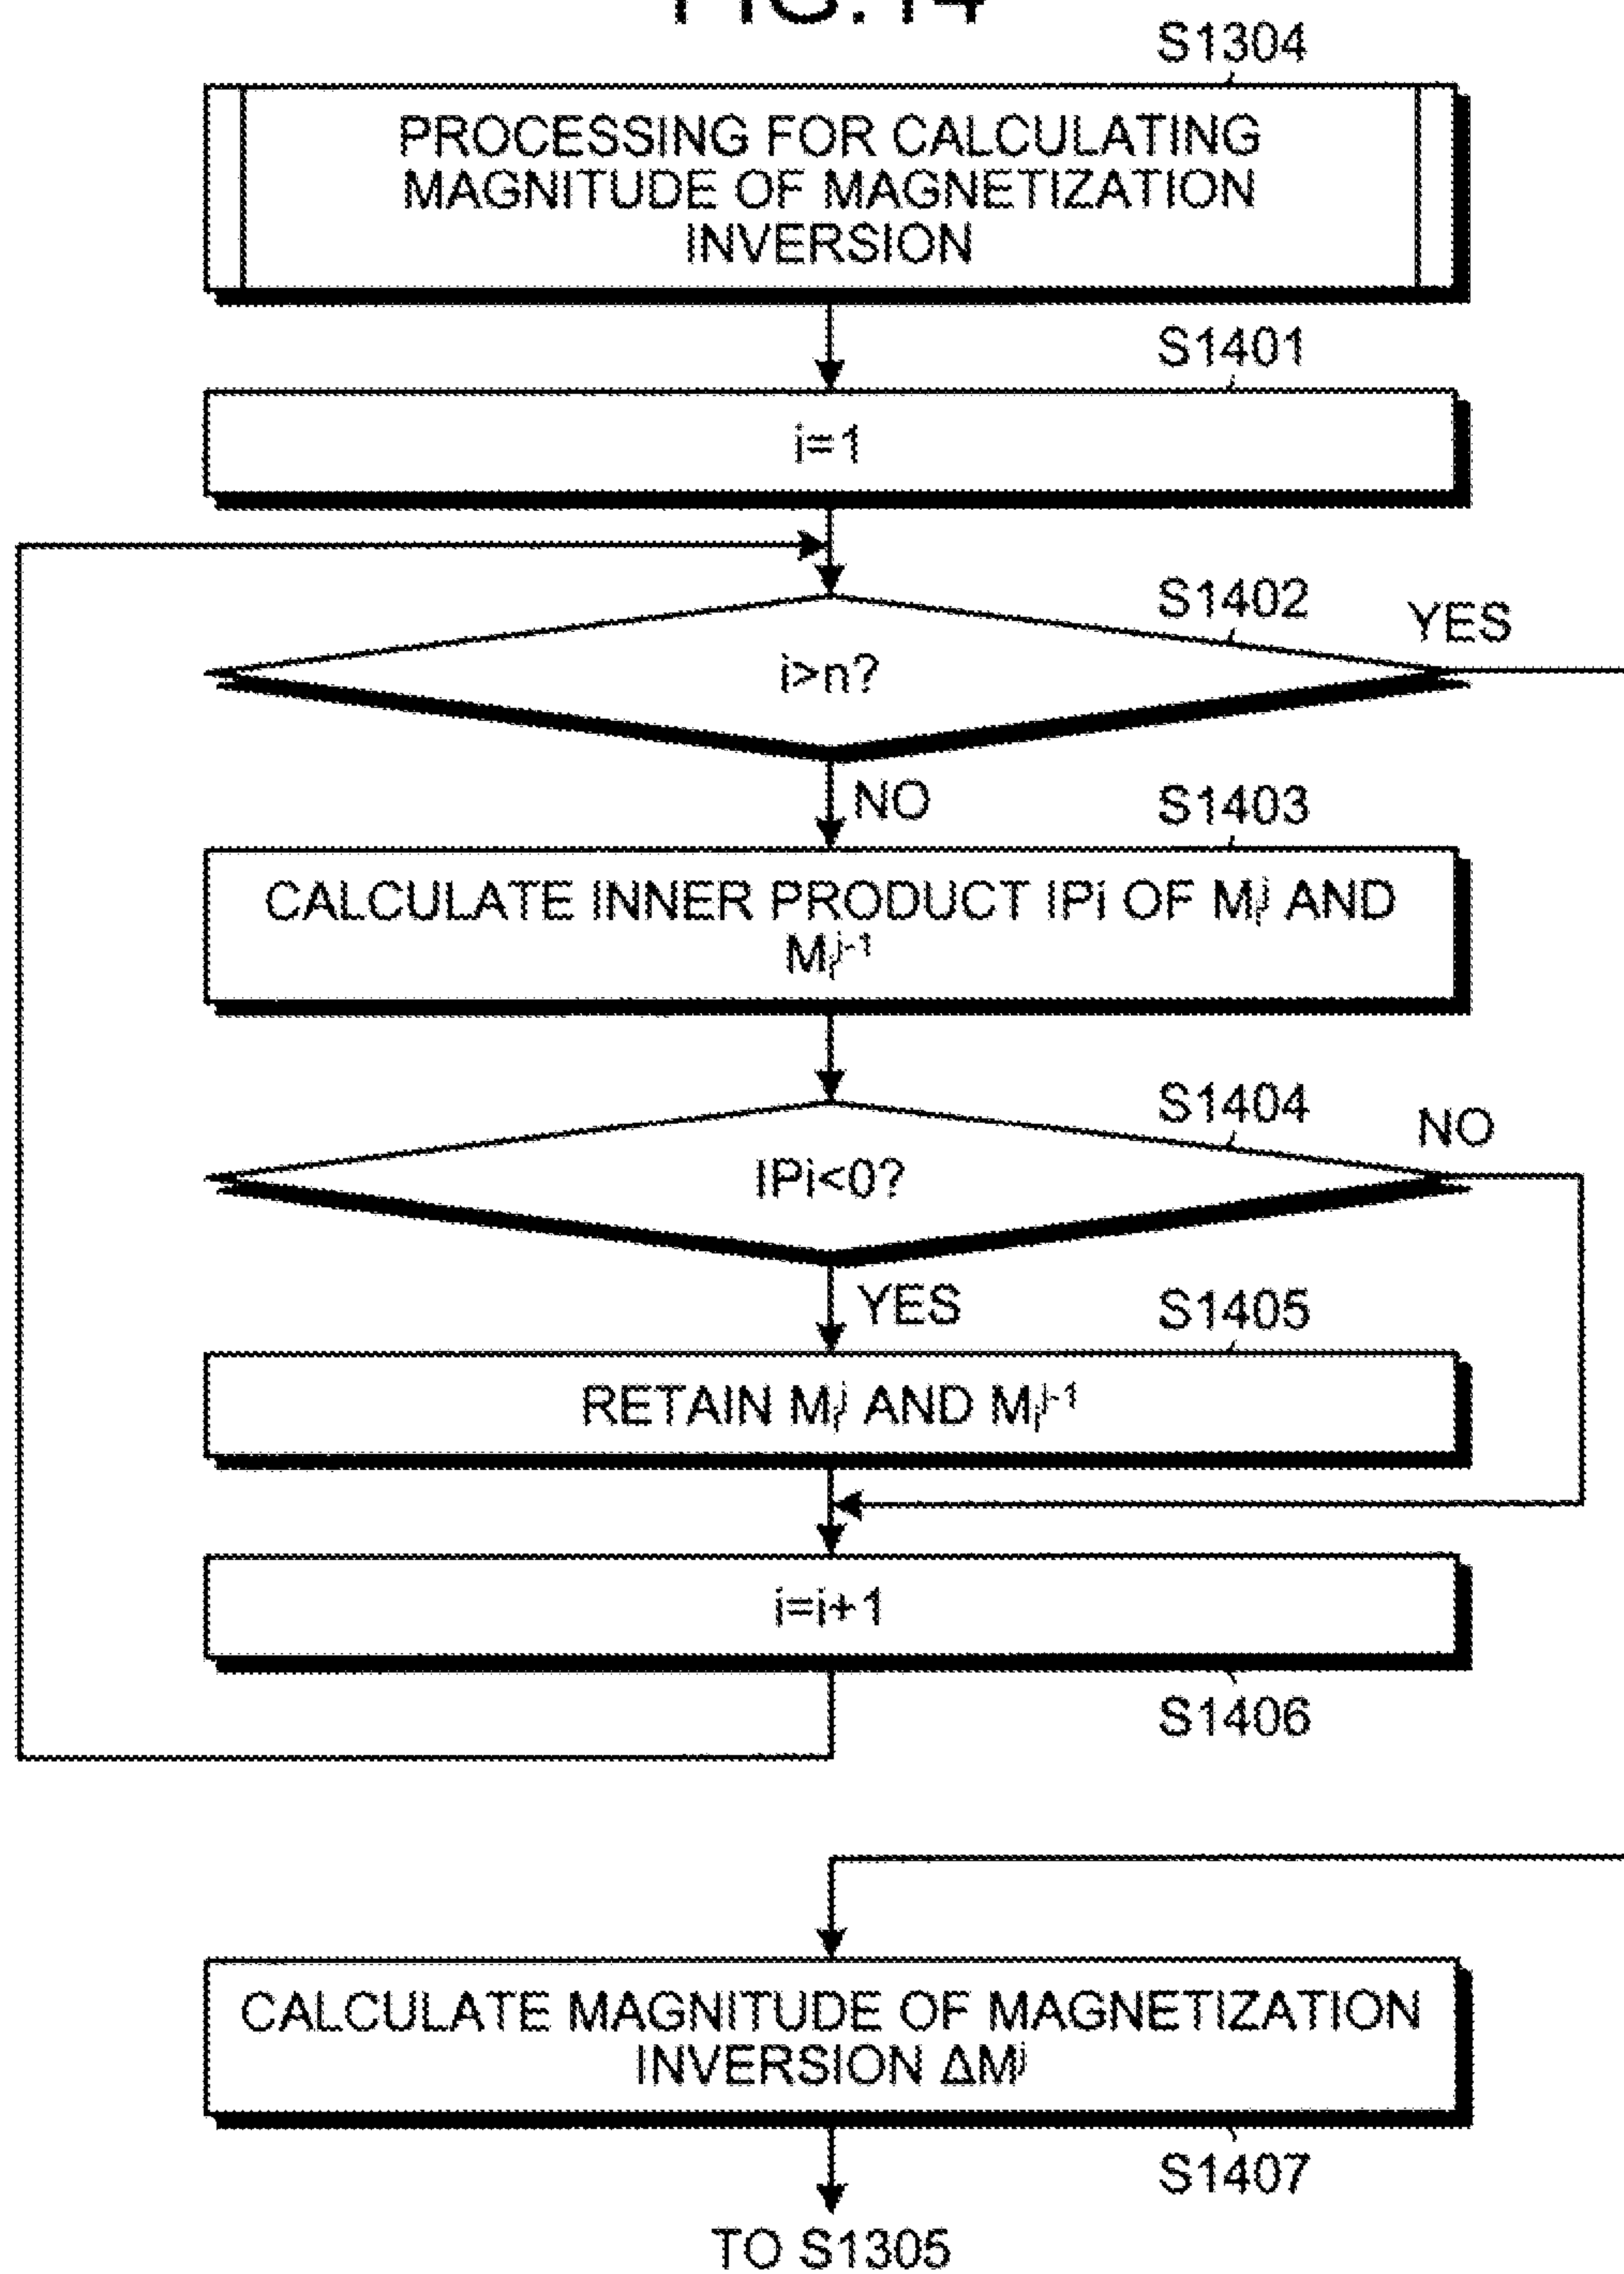 FIG.14
S1304
PROCESSING FOR CALCULATING
MAGNITUDE OF MAGNETIZATION
INVERSION
S1401
i=1
S1402
YES
i>n?
NO
S1403
CALCULATE INNER PRODUCT IPi OF Mᵢʲ AND
Mᵢʲ⁻¹
S1404
NO
IPi<0?
YES
S1405
RETAIN Mᵢʲ AND Mᵢʲ⁻¹
i=i+1
S1406
CALCULATE MAGNITUDE OF MAGNETIZATION
INVERSION ΔMʲ
S1407
TO S1305